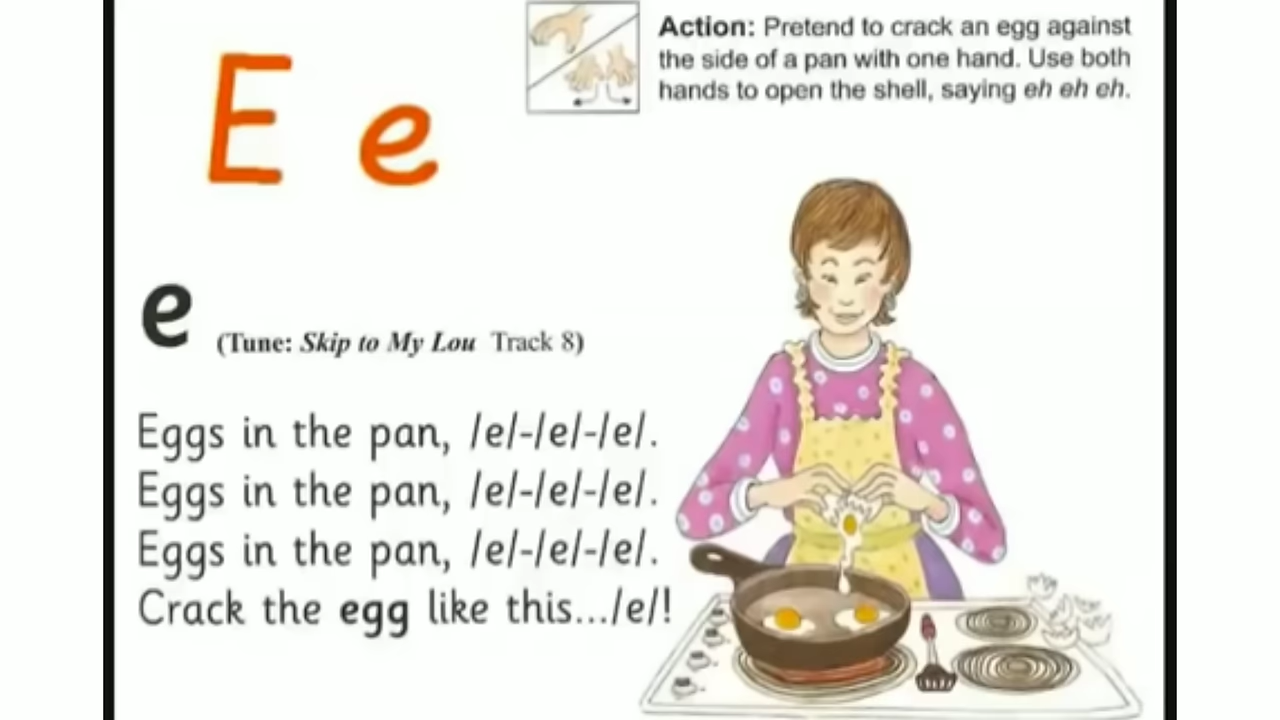 Action: Pretend to crack an egg against
the side of a pan with one hand. Use both
hands to open the shell, saying eh eh eh.
E e
e
(Tune: Skip to My Lou Track 8)
Eggs in the pan, /e/-/e/-/e/.
Eggs in the pan, /e/-/e/-/e/.
Eggs in the pan, /e/-/e/-/e/.
Crack the egg like this.../e/!